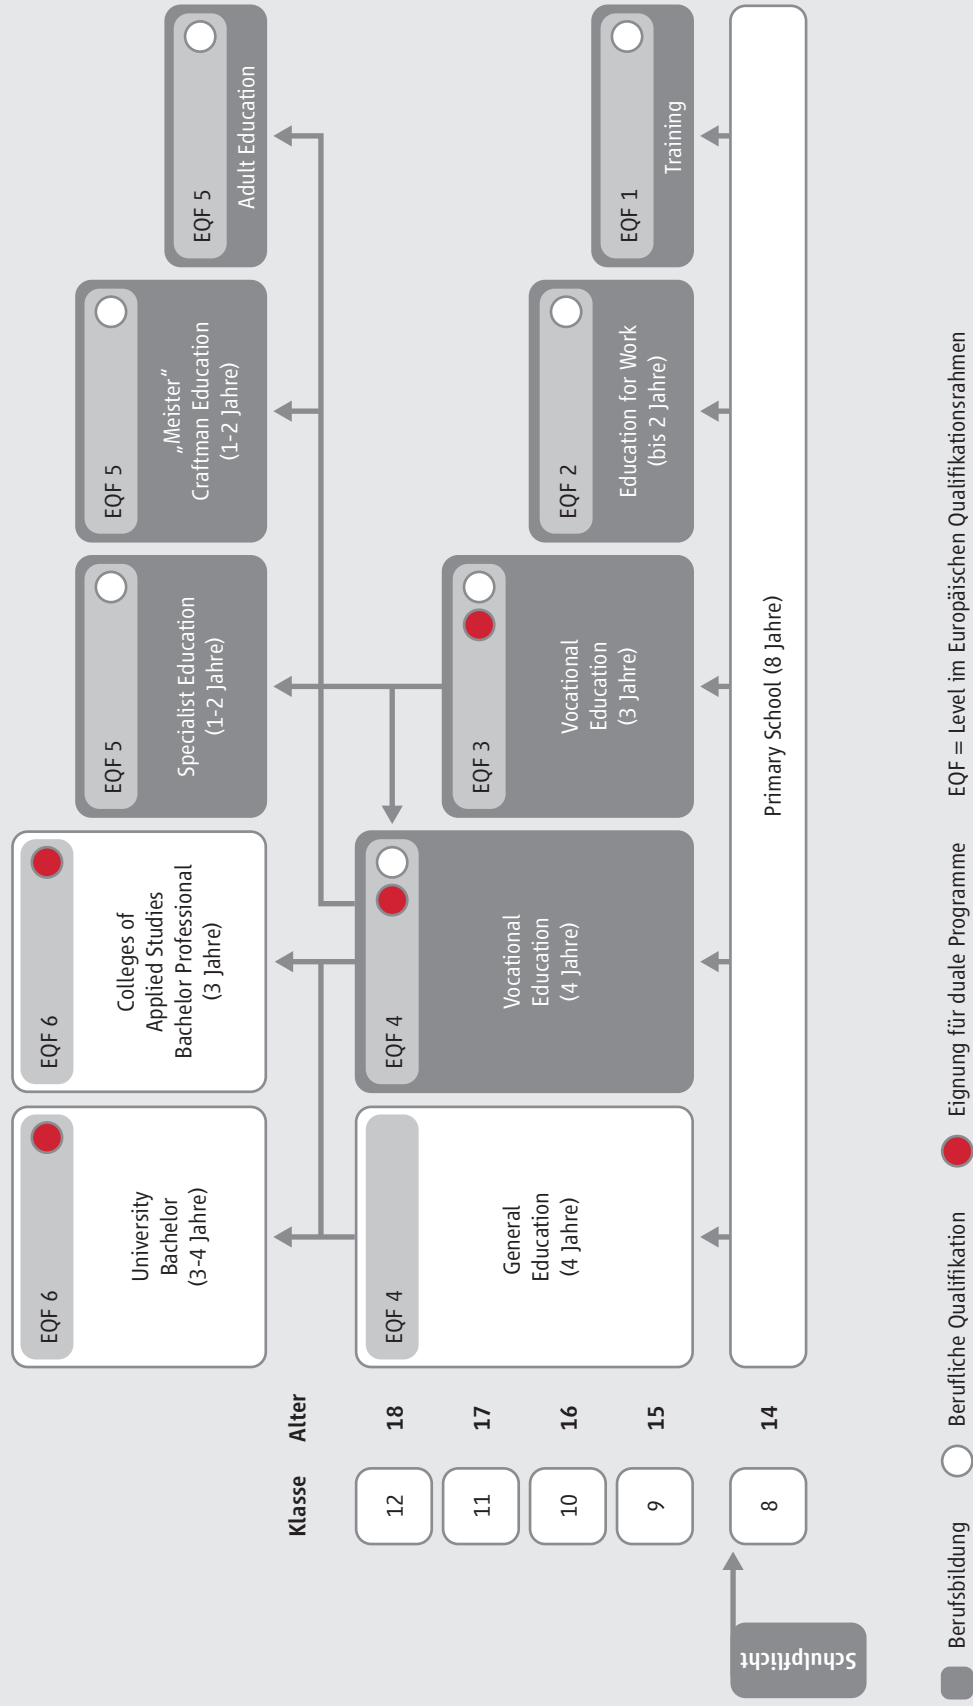 EQF 6
University
Bachelor
(3-4 Jahre)
EQF 6
Colleges of
Applied Studies
Bachelor Professional
(3 Jahre)
EQF 5
Specialist Education
(1-2 Jahre)
EQF 5
„Meister“
Craftman Education
(1-2 Jahre)
EQF 5
Adult Education
Klasse Alter
12 18
11 17
10 16
9 15
8 14
EQF 4
General
Education
(4 Jahre)
EQF 4
Vocational
Education
(4 Jahre)
EQF 3
Vocational
Education
(3 Jahre)
EQF 2
Education for Work
(bis 2 Jahre)
EQF 1
Training
Primary School (8 Jahre)
Schulpflicht
Berufsbildung
Berufliche Qualifikation
Eignung für duale Programme
EQF = Level im Europäischen Qualifikationsrahmen